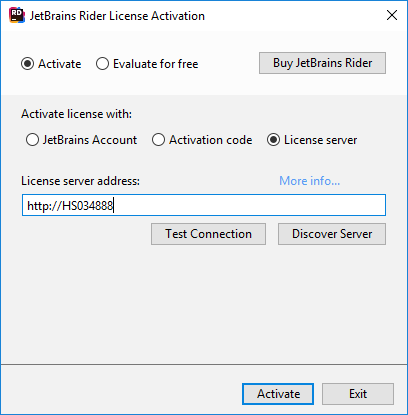 RD JetBrains Rider License Activation
Activate Evaluate for free Buy JetBrains Rider
Activate license with:
JetBrains Account Activation code License server
License server address: More info...
http://HS034888
Test Connection Discover Server
Activate Exit